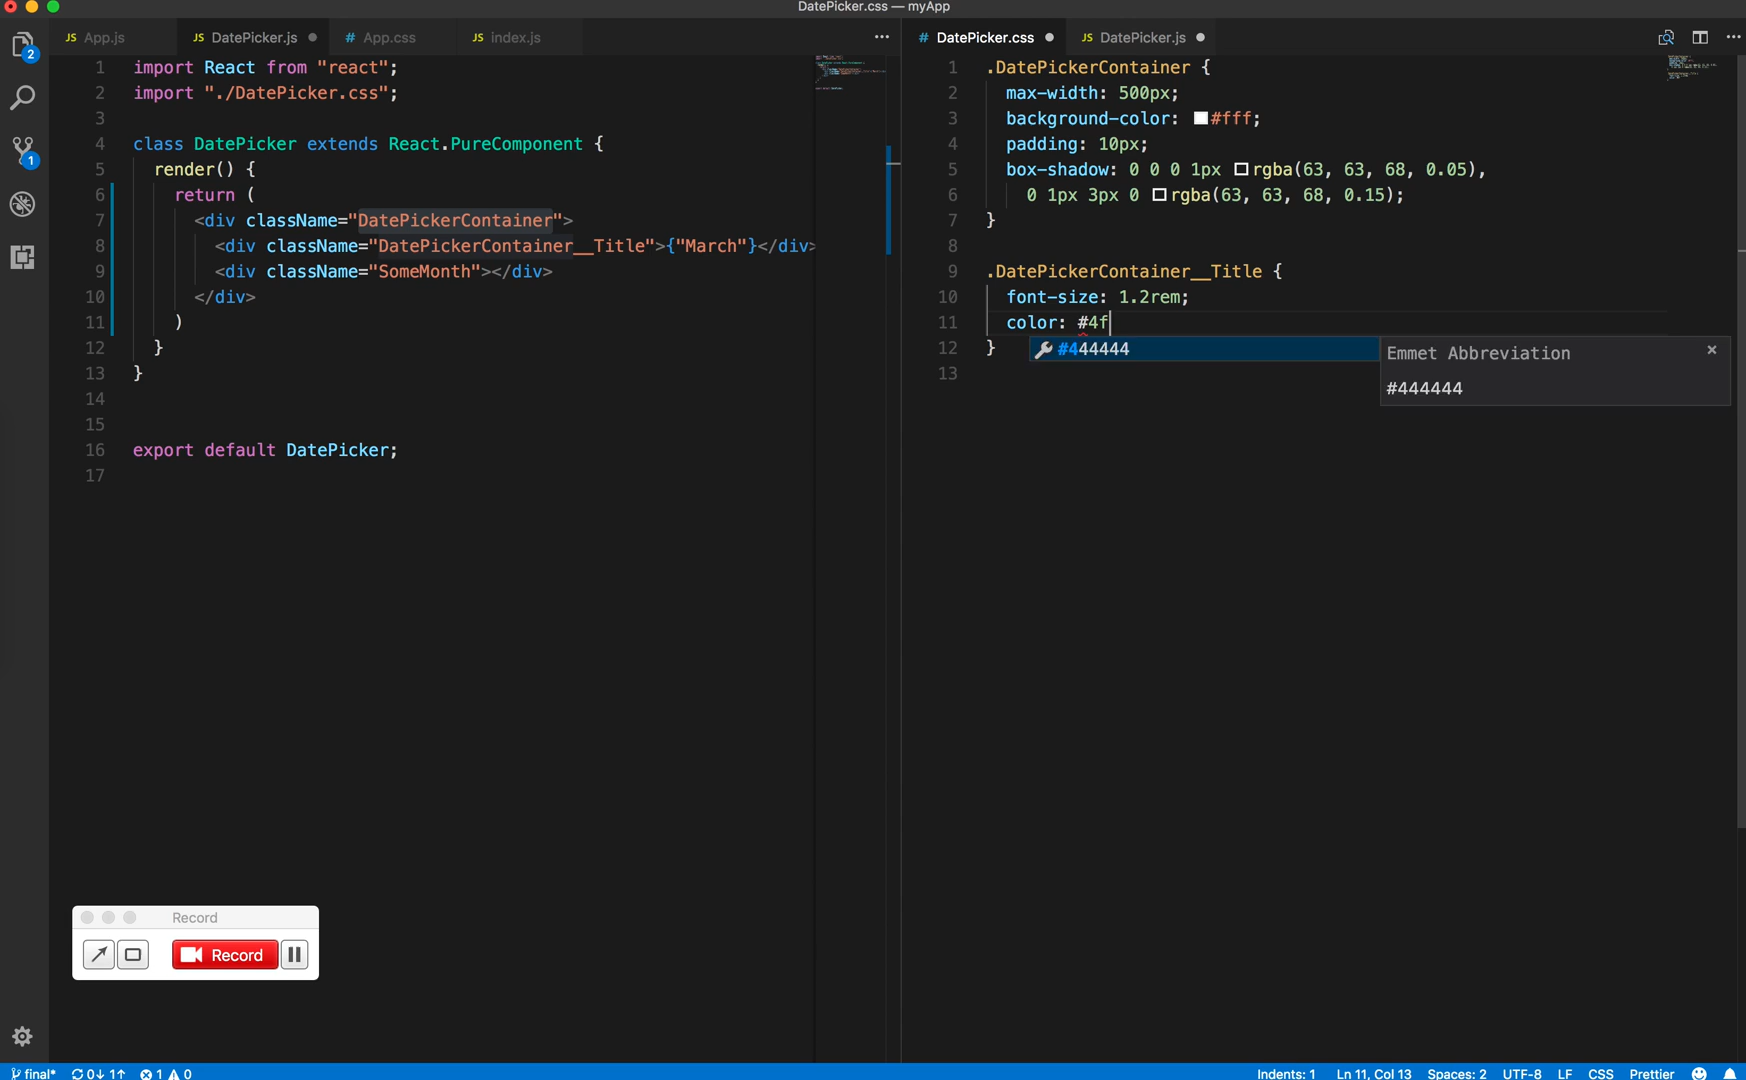 DatePicker.css — myApp
JS App.js
JS DatePicker.js
# App.css
JS index.js
# DatePicker.css
JS DatePicker.js
2
1
1 import React from "react";
2 import "./DatePicker.css";
3
4 class DatePicker extends React.PureComponent {
5 render() {
6 return (
7 <div className="DatePickerContainer">
8 <div className="DatePickerContainer__Title">{"March"}</div>
9 <div className="SomeMonth"></div>
10 </div>
11 )
12 }
13 }
14
15
16 export default DatePicker;
17
1 .DatePickerContainer {
2 max-width: 500px;
3 background-color: #fff;
4 padding: 10px;
5 box-shadow: 0 0 0 1px rgba(63, 63, 68, 0.05),
6 0 1px 3px 0 rgba(63, 63, 68, 0.15);
7 }
8
9 .DatePickerContainer__Title {
10 font-size: 1.2rem;
11 color: #4f
12 }
13
#444444
Emmet Abbreviation
#444444
Record
Record
final* 0↓ 1↑ 1 0
Indents: 1 Ln 11, Col 13 Spaces: 2 UTF-8 LF CSS Prettier